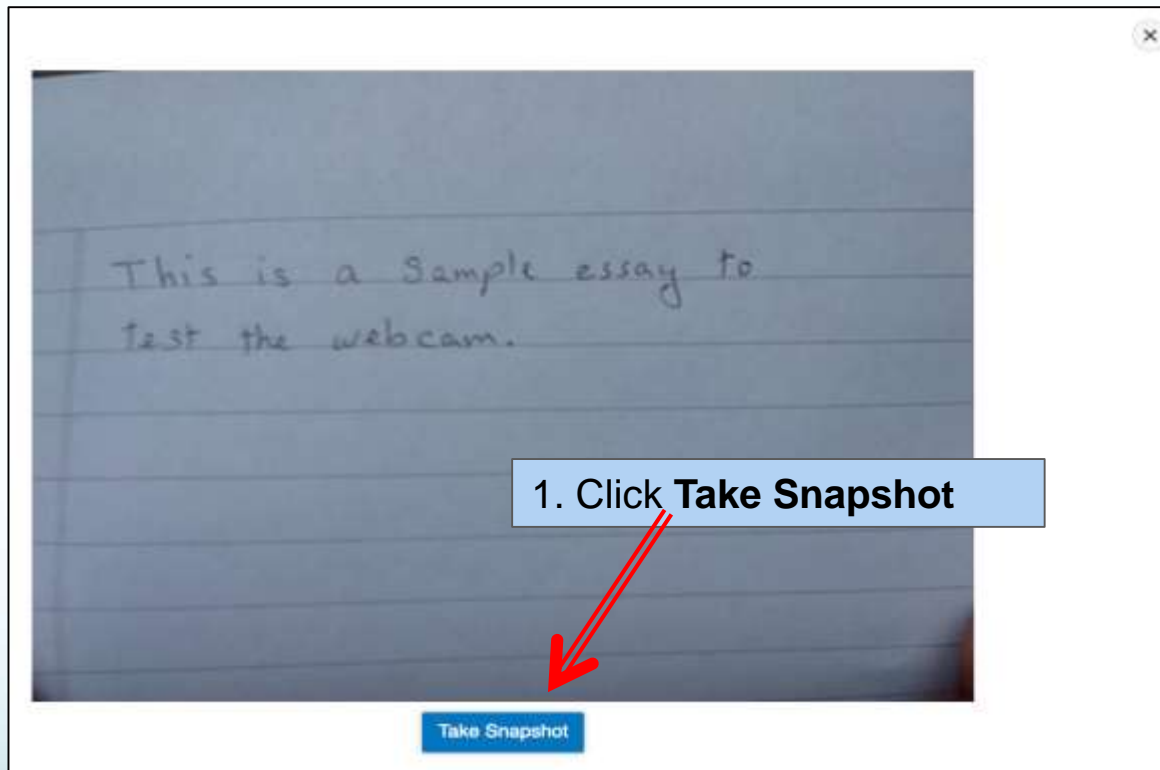 This is a Sample essay to
test the webcam.
1. Click Take Snapshot
Take Snapshot